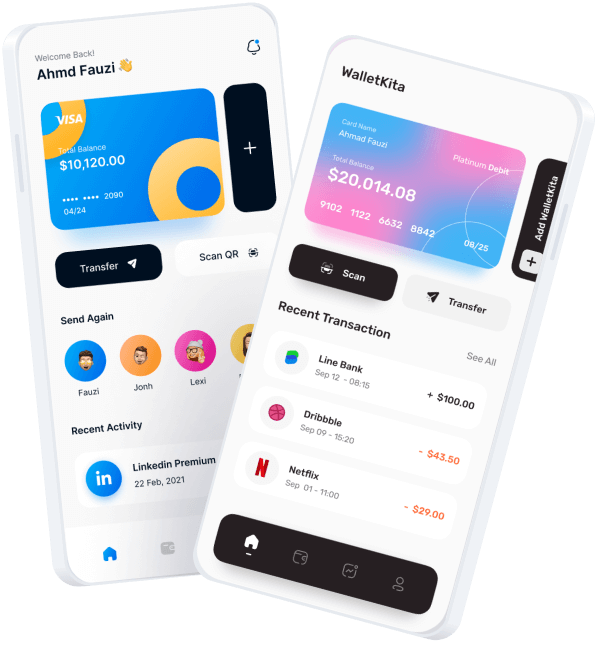 Welcome Back!
Ahmd Fauzi 👋
VISA
Total Balance
$10,120.00
•••• •••• 2090
04/24
+
Transfer
Scan QR
Send Again
Fauzi
Jonh
Lexi
Recent Activity
in
Linkedin Premium
22 Feb, 2021
WalletKita
Card Name
Ahmad Fauzi
Platinum Debit
Total Balance
$20,014.08
9102 1122 6632 8842
08/25
Add WalletKita
+
Scan
Transfer
Recent Transaction
See All
Line Bank
Sep 12 - 08:15
+ $100.00
Dribbble
Sep 09 - 15:20
- $43.50
N
Netflix
Sep 01 - 11:00
- $29.00